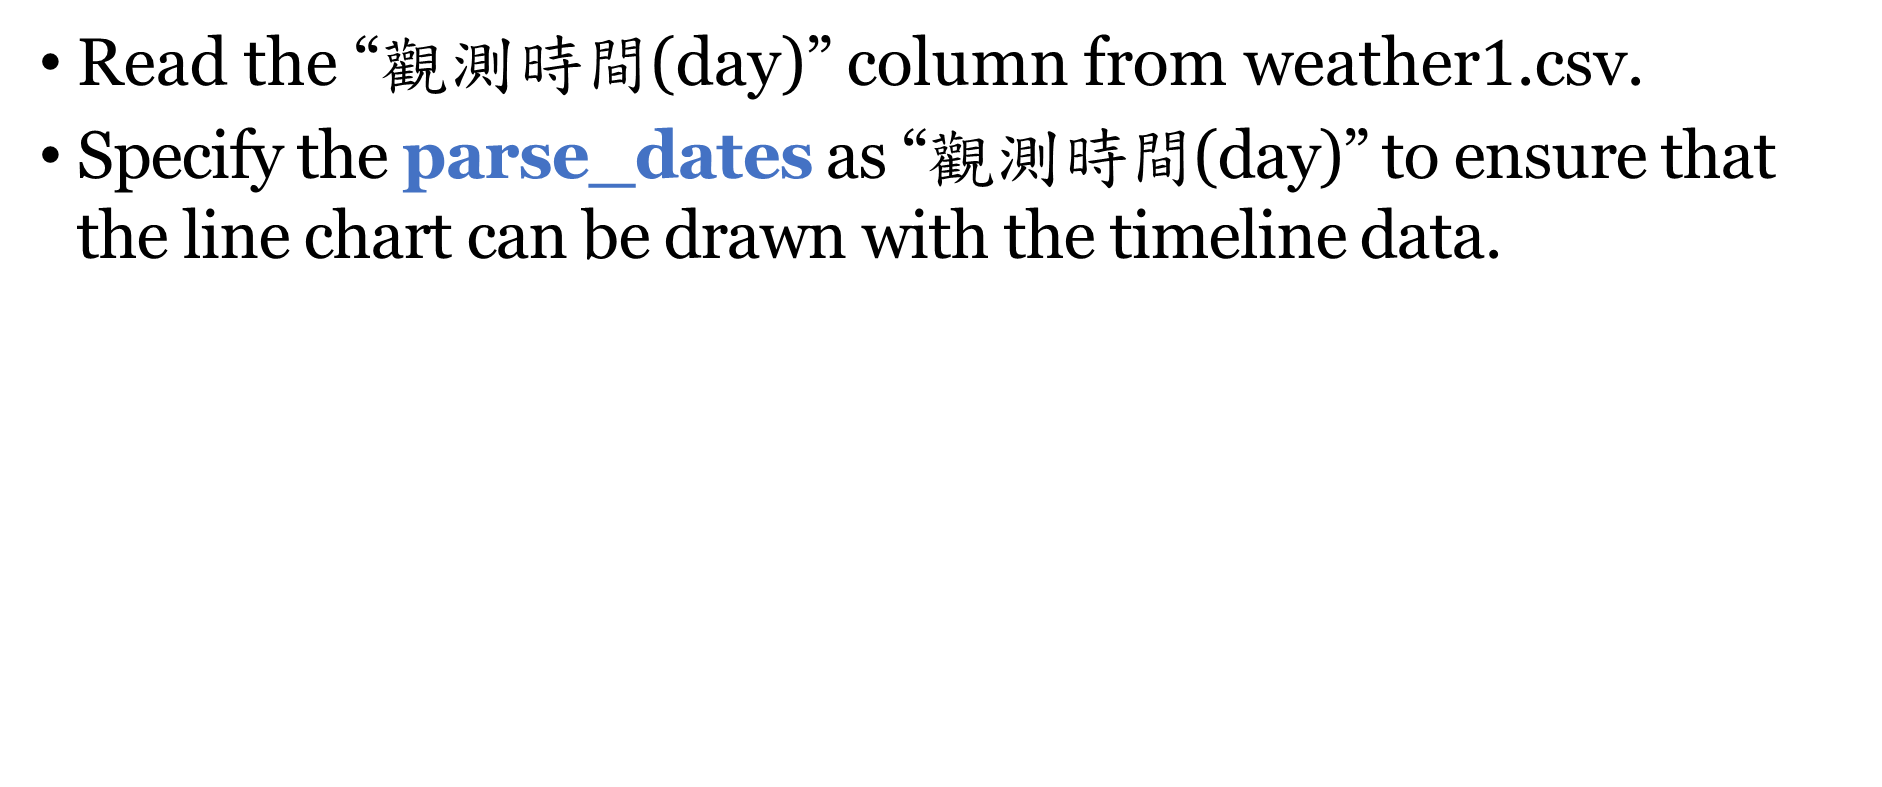 • Read the “觀測時間(day)” column from weather1.csv.
• Specify the parse_dates as “觀測時間(day)” to ensure that
the line chart can be drawn with the timeline data.